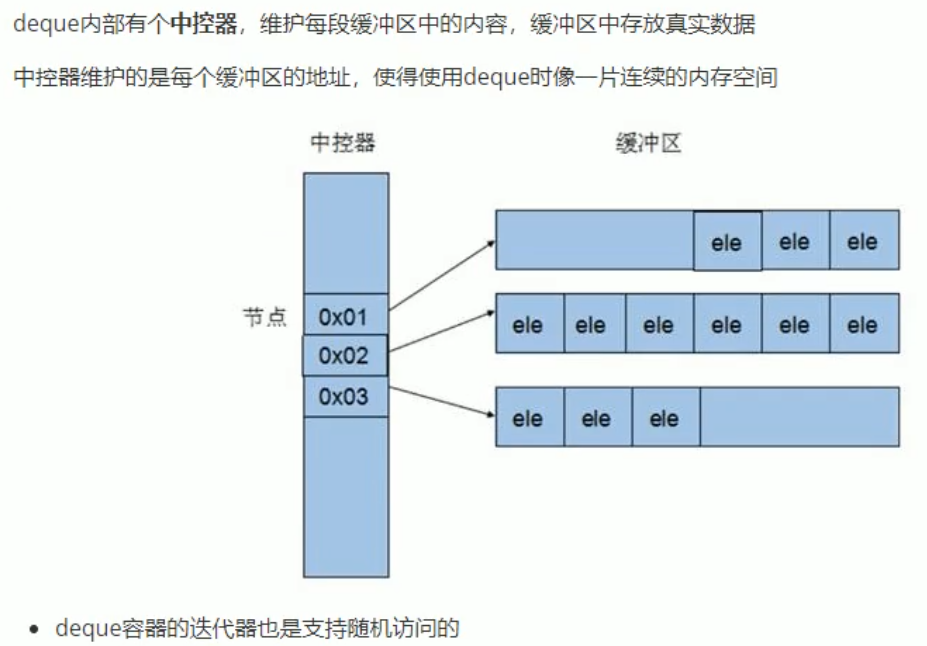 deque内部有个中控器，维护每段缓冲区中的内容，缓冲区中存放真实数据
中控器维护的是每个缓冲区的地址，使得使用deque时像一片连续的内存空间
中控器
缓冲区
ele ele ele
节点
0x01
ele ele ele ele ele ele
0x02
0x03
ele ele ele
• deque容器的迭代器也是支持随机访问的